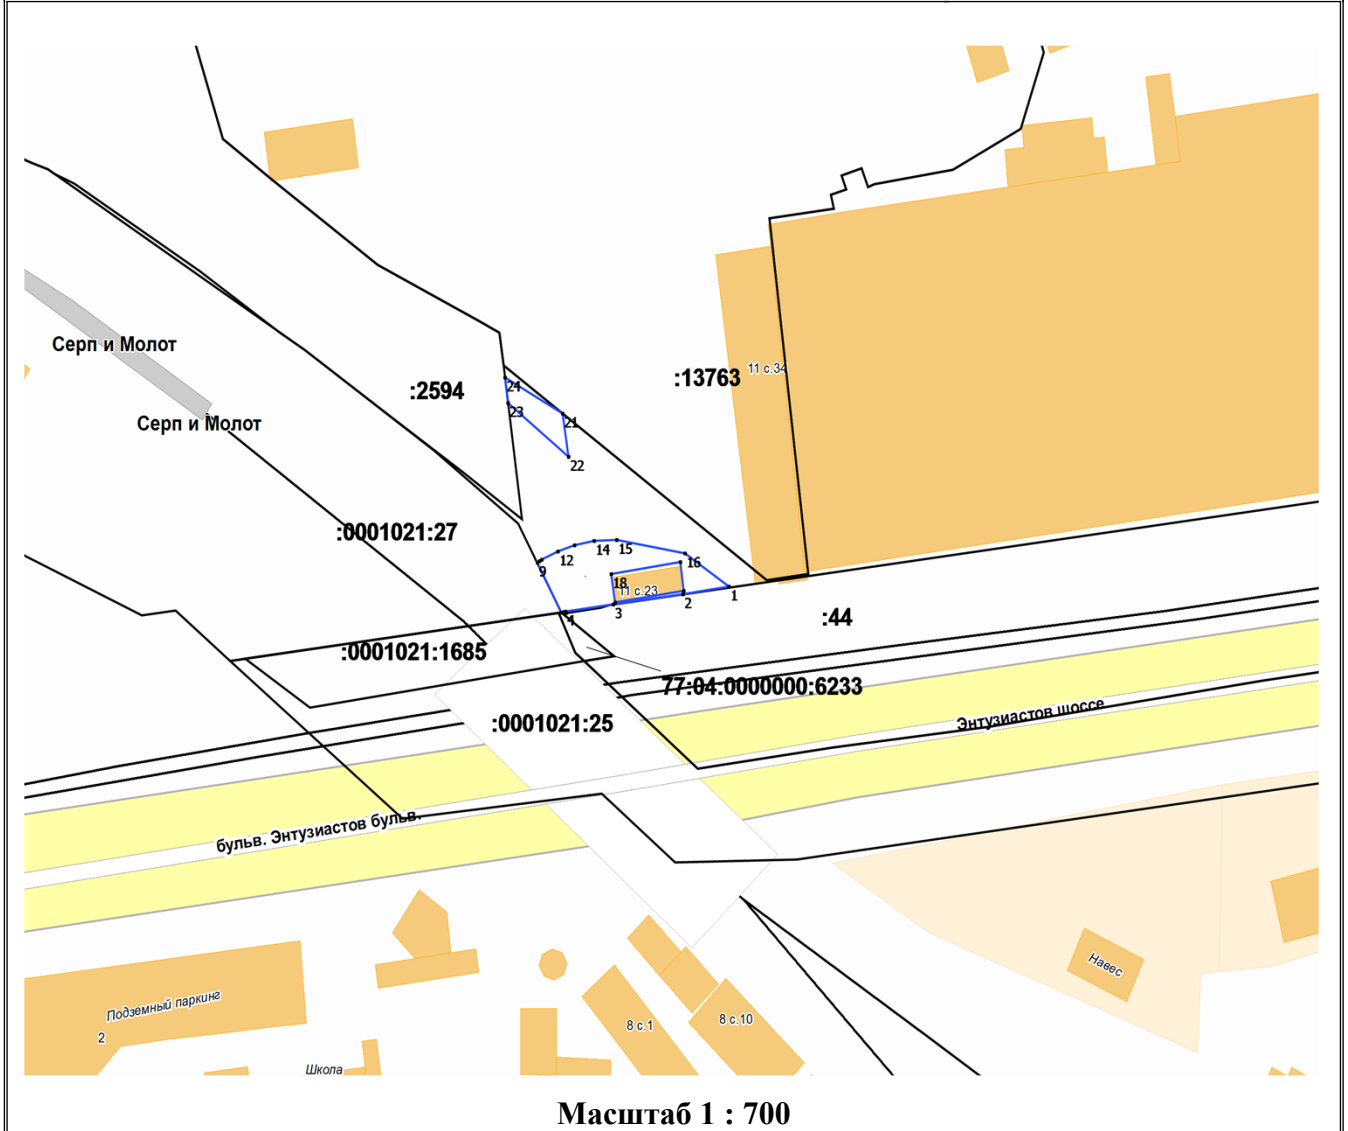 Серп и Молот
Серп и Молот
:2594
:13763
11 с.34
24
23
21
22
:0001021:27
9
12
14
15
16
18
11 с.23
1
2
3
4
:44
:0001021:1685
77:04:0000000:6233
:0001021:25
Энтузиастов шоссе
бульв. Энтузиастов бульв.
Навес
Подземный паркинг
2
8 с.1
8 с.10
Школа
Масштаб 1 : 700